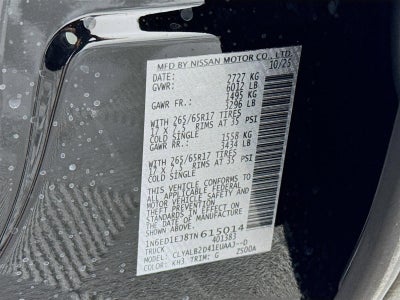 MFD BY NISSAN MOTOR CO., LTD.
DATE: 10/25
GVWR: 2727 KG
6012 LB
GAWR FR.: 1495 KG
3296 LB
WITH 265/65R17 TIRES
17 X 7.5 RIMS AT 35 PSI
COLD SINGLE
GAWR RR.: 1558 KG
3434 LB
WITH 265/65R17 TIRES
17 X 7.5 RIMS AT 35 PSI
COLD SINGLE
THIS VEHICLE CONFORMS TO
ALL APPLICABLE FEDERAL
MOTOR VEHICLE SAFETY AND
THEFT PREVENTION
STANDARDS IN EFFECT ON
THE DATE OF MANUFACTURE
SHOWN ABOVE.
1N6ED1EJ8TN615014
TRUCK 401383
MODEL: CLYALB2D41EUAAJ--D
COLOR: KH3 TRIM: G Z50DA